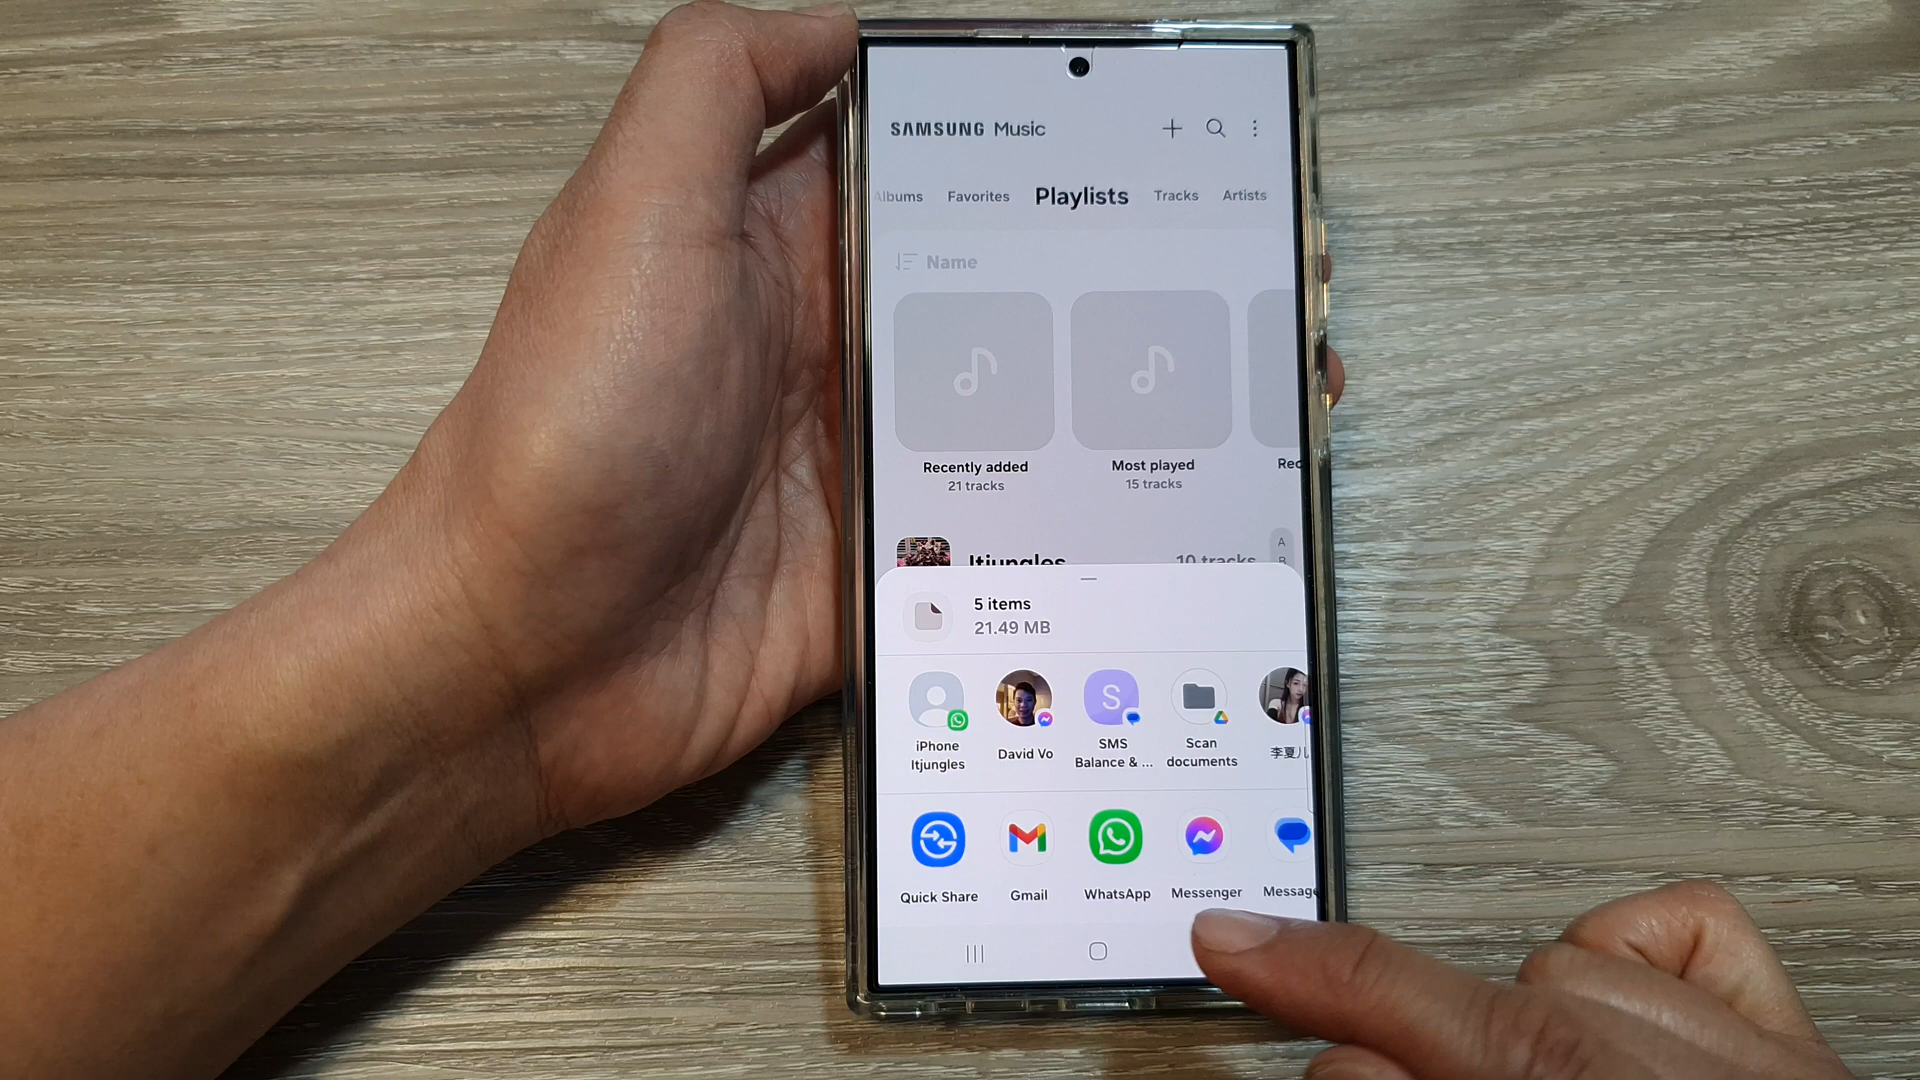 SAMSUNG Music
Albums Favorites Playlists Tracks Artists
Name
Recently added
21 tracks
Most played
15 tracks
Rec
Itjungles
10 tracks
A
B
5 items
21.49 MB
iPhone
Itjungles
David Vo
S
SMS
Balance & ...
Scan
documents
李夏儿
Quick Share
Gmail
WhatsApp
Messenger
Message